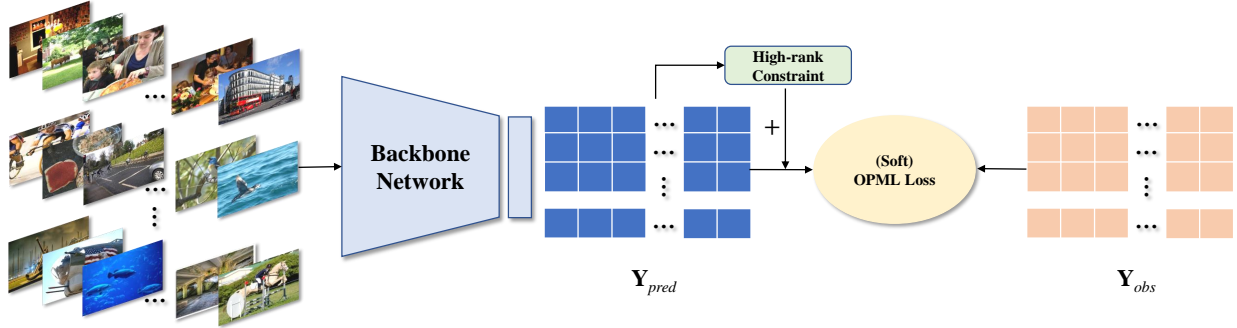 High-rank
Constraint
Backbone
Network
+
(Soft)
OPML Loss
Y_pred
Y_obs